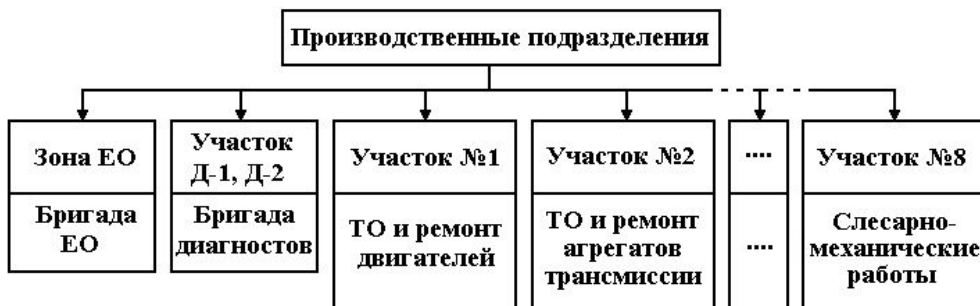 Производственные подразделения
Зона ЕО
Участок
Д-1, Д-2
Участок №1
Участок №2
....
Участок №8
Бригада
ЕО
Бригада
диагностов
ТО и ремонт
двигателей
ТО и ремонт
агрегатов
трансмиссии
....
Слесарно-
механические
работы